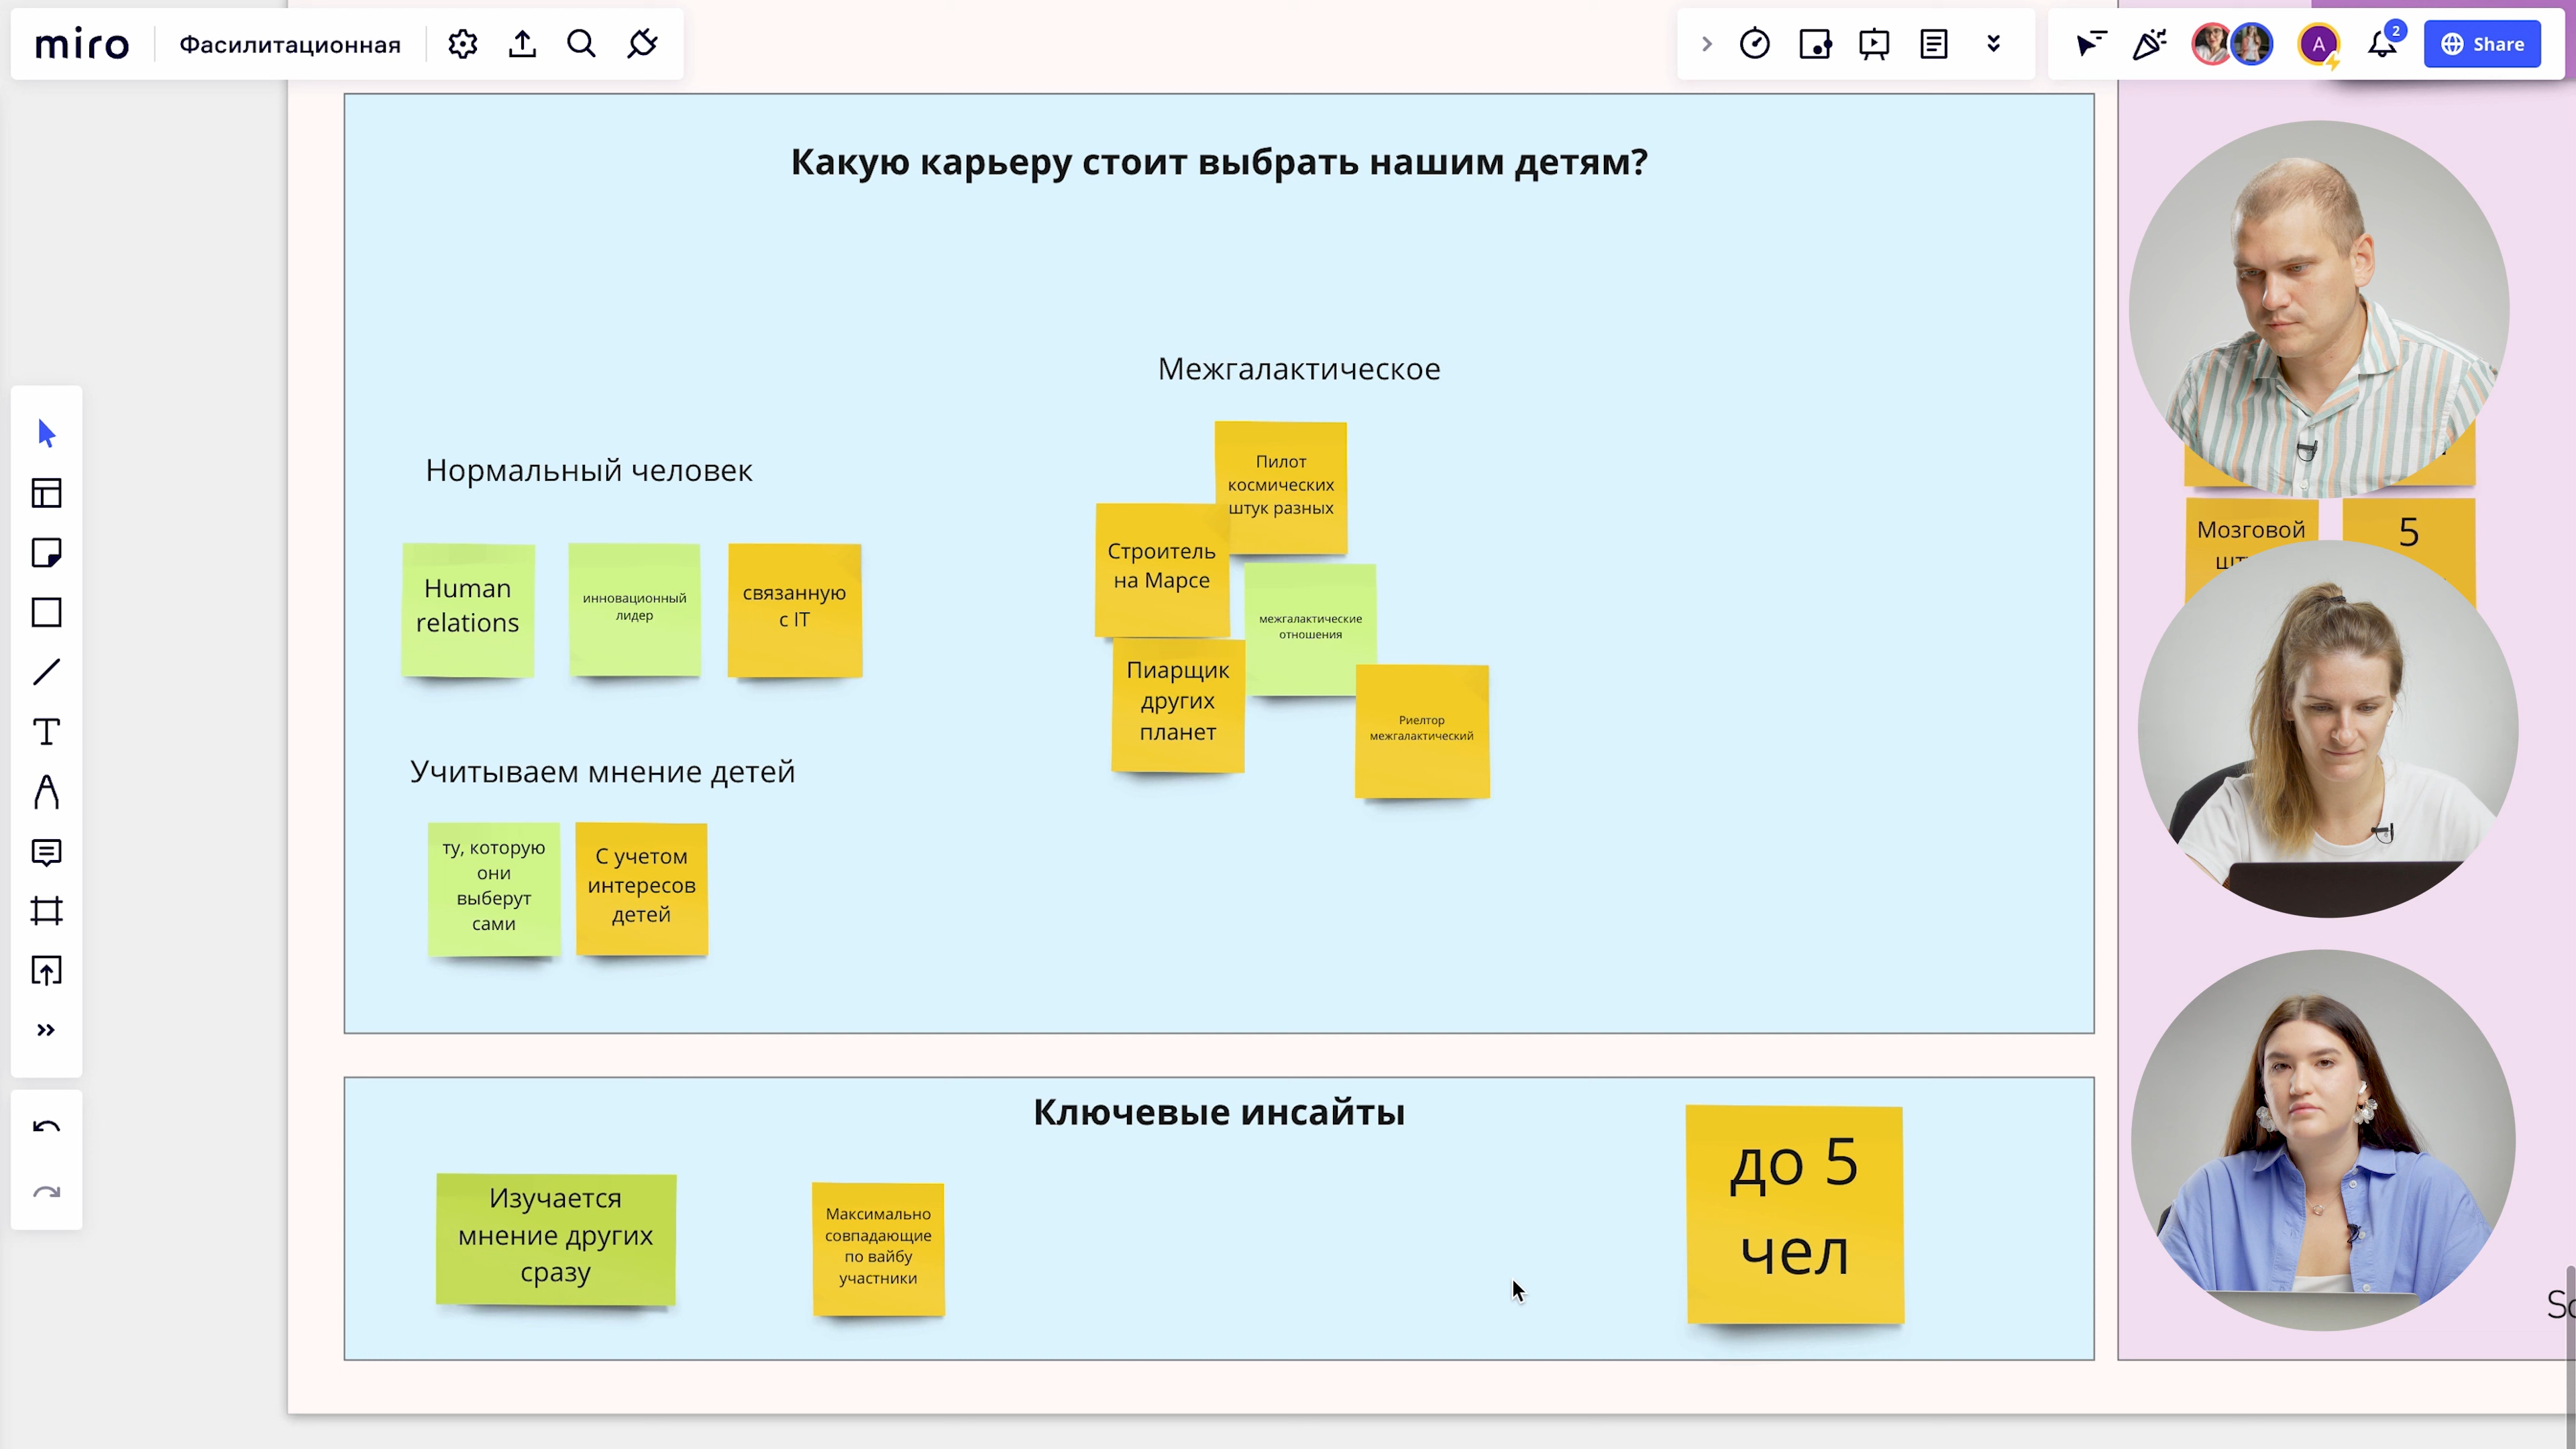 miro
Фасилитационная
A
2
Share
Какую карьеру стоит выбрать нашим детям?
Межгалактическое
Нормальный человек
Пилот
космических
штук разных
Строитель
на Марсе
Human
relations
инновационный
лидер
связанную
с IT
межгалактические
отношения
Пиарщик
других
планет
Риелтор
межгалактический
Учитываем мнение детей
ту, которую
они
выберут
сами
С учетом
интересов
детей
Мозговой
5
Ключевые инсайты
Изучается
мнение других
сразу
Максимально
совпадающие
по вайбу
участники
до 5
чел